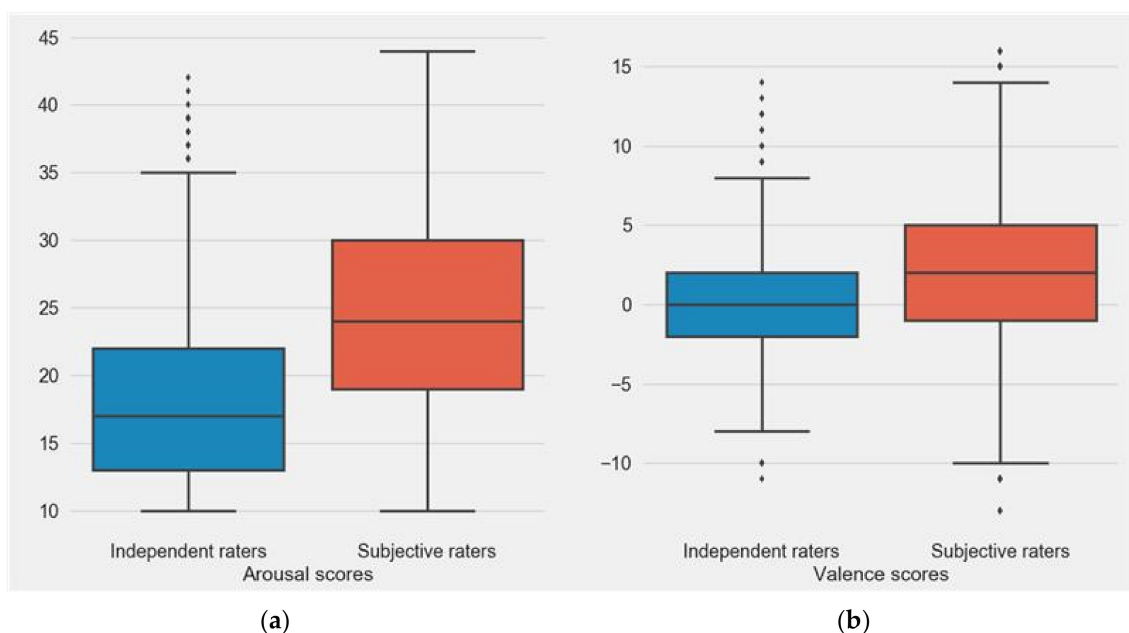 45
40
35
30
25
20
15
10
Independent raters Subjective raters
Arousal scores
(a)
15
10
5
0
−5
−10
Independent raters Subjective raters
Valence scores
(b)